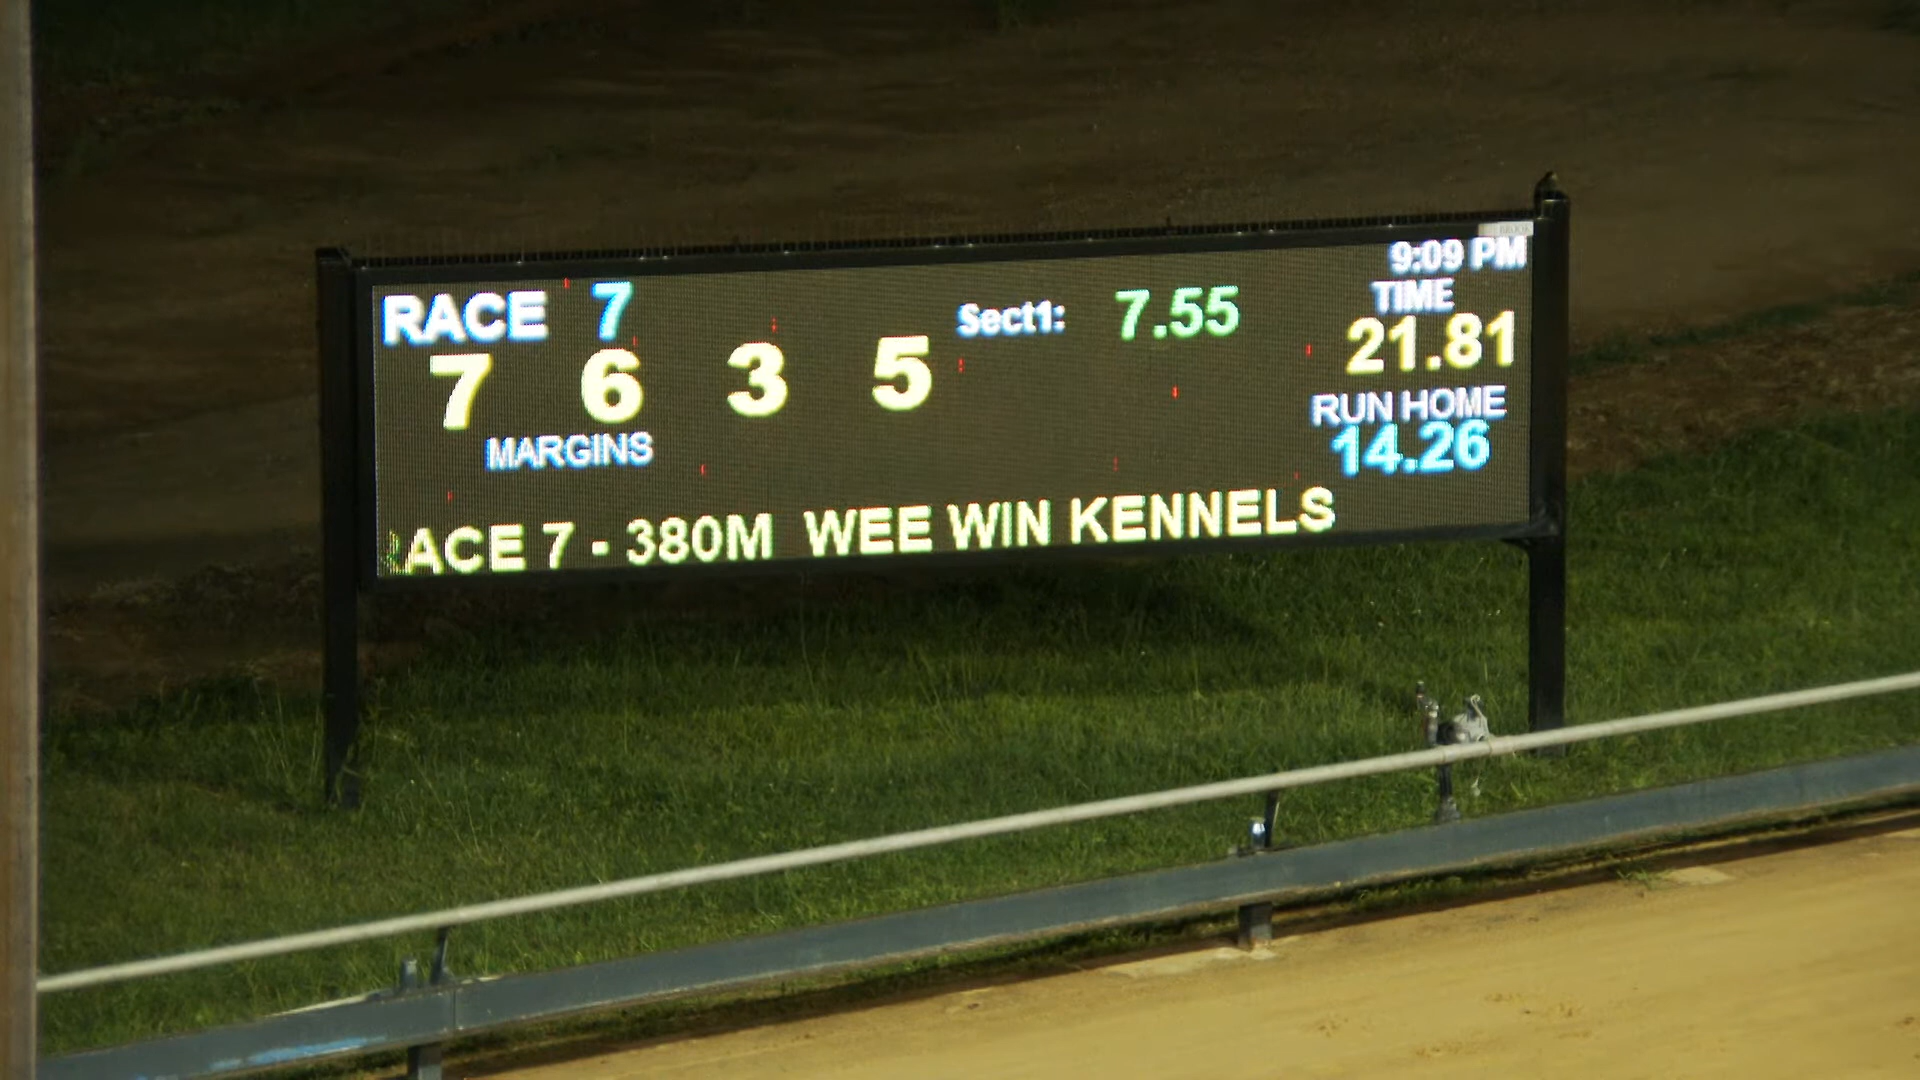 9:09 PM
RACE 7 Sect1: 7.55 TIME
7 6 3 5 21.81
MARGINS RUN HOME
14.26
RACE 7 - 380M WEE WIN KENNELS